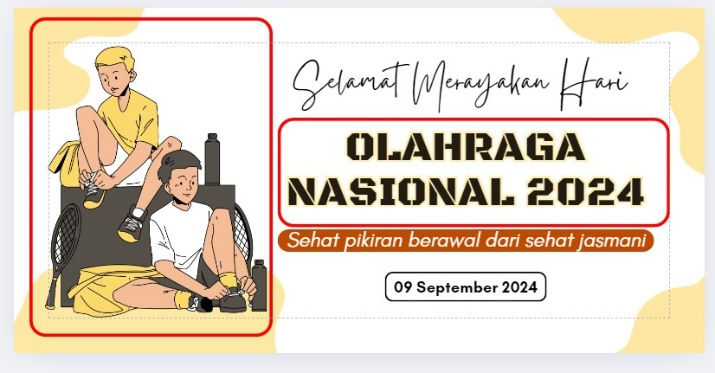 Selamat Merayakan Hari
OLAHRAGA
NASIONAL 2024
Sehat pikiran berawal dari sehat jasmani
09 September 2024